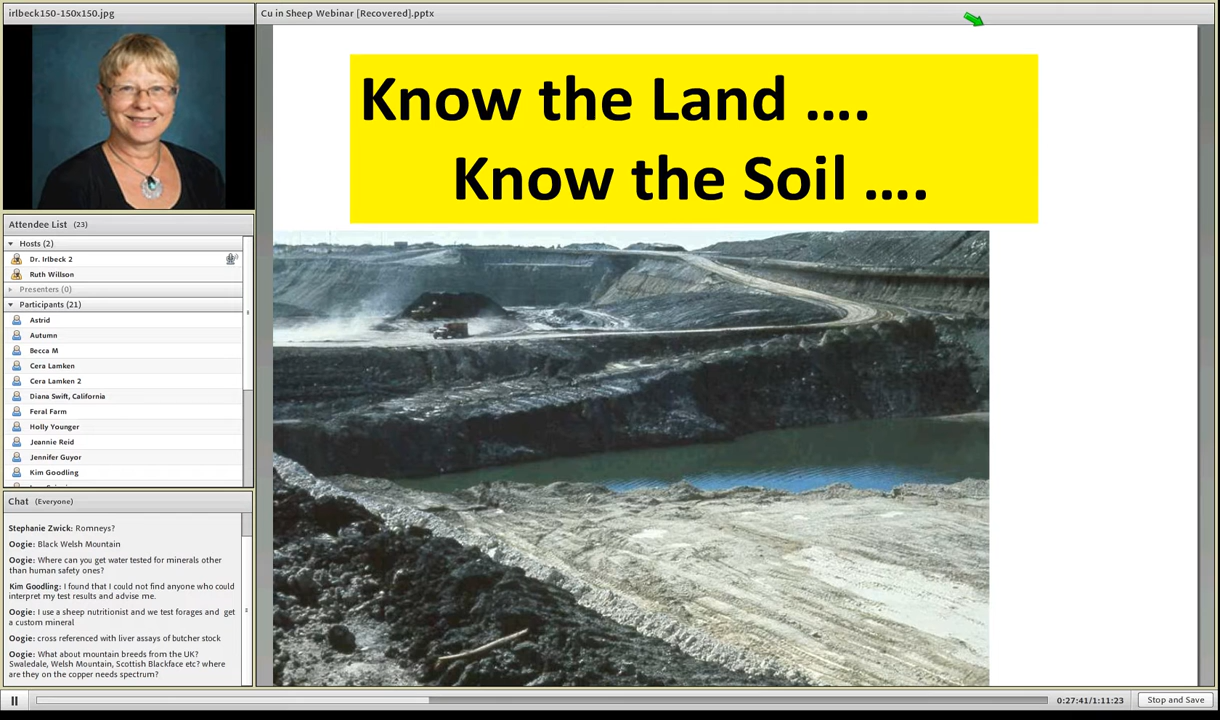 irlbeck150-150x150.jpg
Cu in Sheep Webinar [Recovered].pptx
Know the Land ....
Know the Soil ....
Attendee List (23)
Hosts (2)
Dr. Irlbeck 2
Ruth Willson
Presenters (0)
Participants (21)
Astrid
Autumn
Becca M
Cera Lamken
Cera Lamken 2
Diana Swift, California
Feral Farm
Holly Younger
Jeannie Reid
Jennifer Guyor
Kim Goodling
Chat (Everyone)
Stephanie Zwick: Romneys?
Oogie: Black Welsh Mountain
Oogie: Where can you get water tested for minerals other
than human safety ones?
Kim Goodling: I found that I could not find anyone who could
interpret my test results and advise me.
Oogie: I use a sheep nutritionist and we test forages and get
a custom mineral
Oogie: cross referenced with liver assays of butcher stock
Oogie: What about mountain breeds from the UK?
Swaledale, Welsh Mountain, Scottish Blackface etc? where
are they on the copper needs spectrum?
0:27:41/1:11:23
Stop and Save